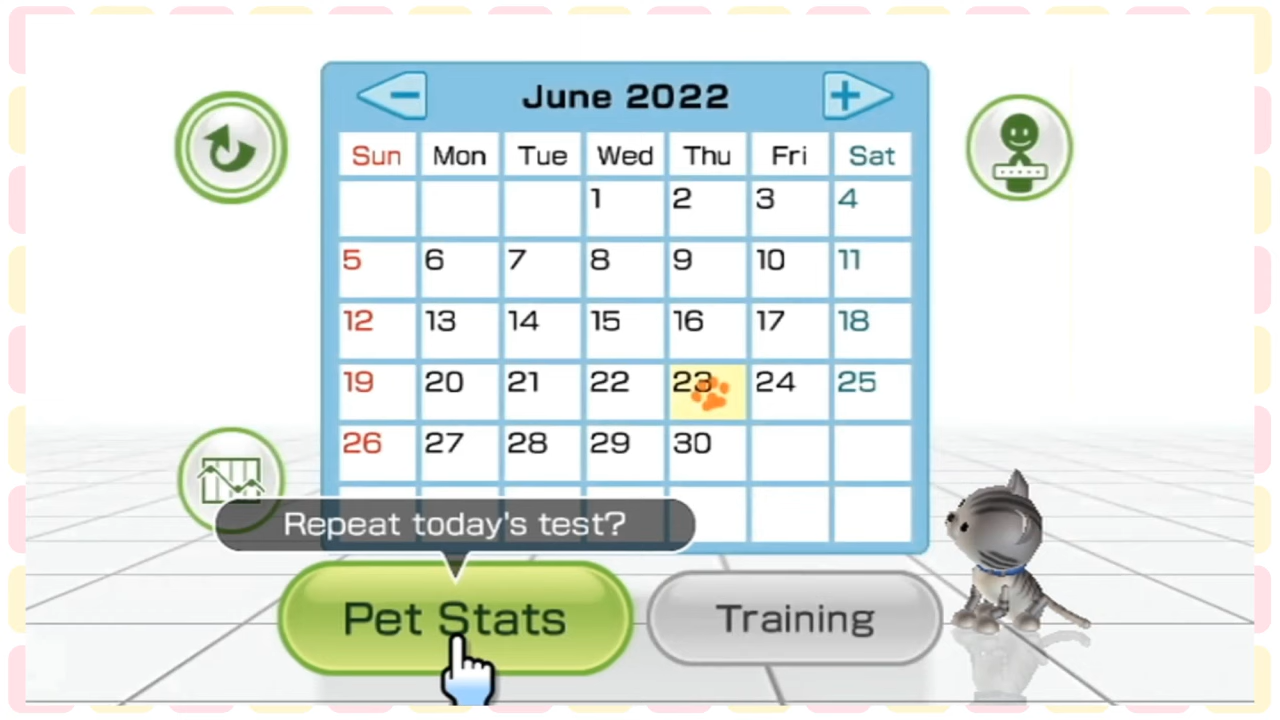 June 2022
Sun Mon Tue Wed Thu Fri Sat
1 2 3 4
5 6 7 8 9 10 11
12 13 14 15 16 17 18
19 20 21 22 23 24 25
26 27 28 29 30
Repeat today's test?
Pet Stats Training